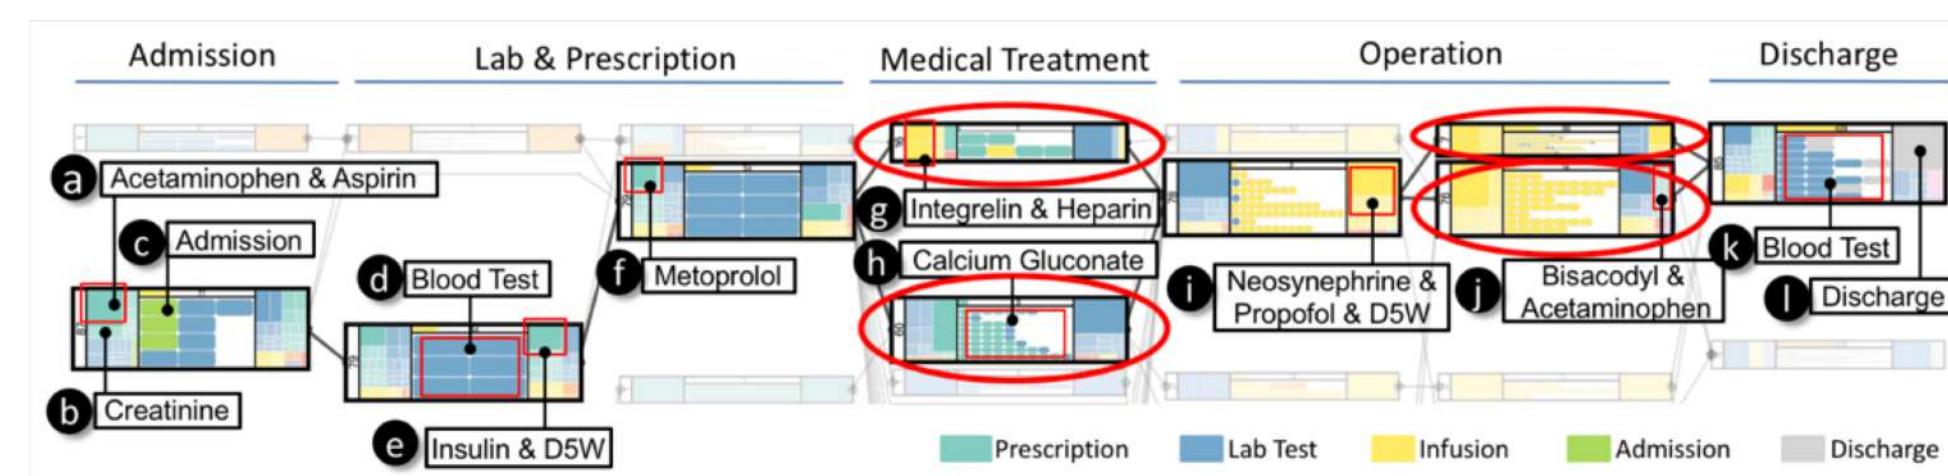 Admission
Lab & Prescription
Medical Treatment
Operation
Discharge
a
Acetaminophen & Aspirin
c
Admission
b
Creatinine
d
Blood Test
e
Insulin & D5W
f
Metoprolol
g
Integrelin & Heparin
h
Calcium Gluconate
i
Neosynephrine &
Propofol & D5W
j
Bisacodyl &
Acetaminophen
k
Blood Test
l
Discharge
Prescription
Lab Test
Infusion
Admission
Discharge